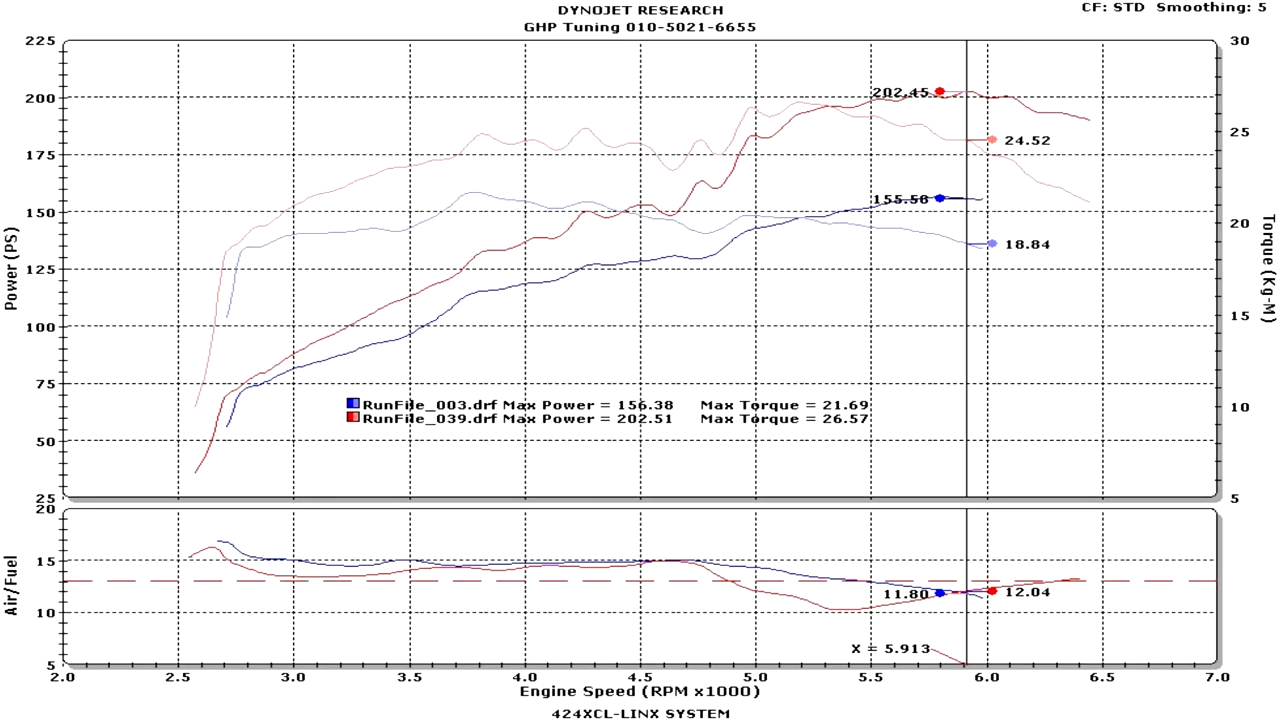 DYNOJET RESEARCH
CF: STD Smoothing: 5
GHP Tuning 010-5021-6655
225
200
175
150
125
100
75
50
25
Power (PS)
30
25
20
15
10
5
Torque (Kg-M)
202.45
24.52
155.58
18.84
RunFile_003.drf Max Power = 156.38 Max Torque = 21.69
RunFile_039.drf Max Power = 202.51 Max Torque = 26.57
20
15
10
5
Air/Fuel
11.80
12.04
X = 5.913
2.0 2.5 3.0 3.5 4.0 4.5 5.0 5.5 6.0 6.5 7.0
Engine Speed (RPM x1000)
424XCL-LINX SYSTEM